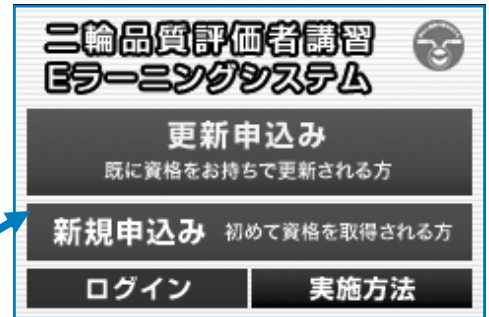 二輪品質評価者講習
Eラーニングシステム
更新申込み
既に資格をお持ちで更新される方
新規申込み 初めて資格を取得される方
ログイン 実施方法